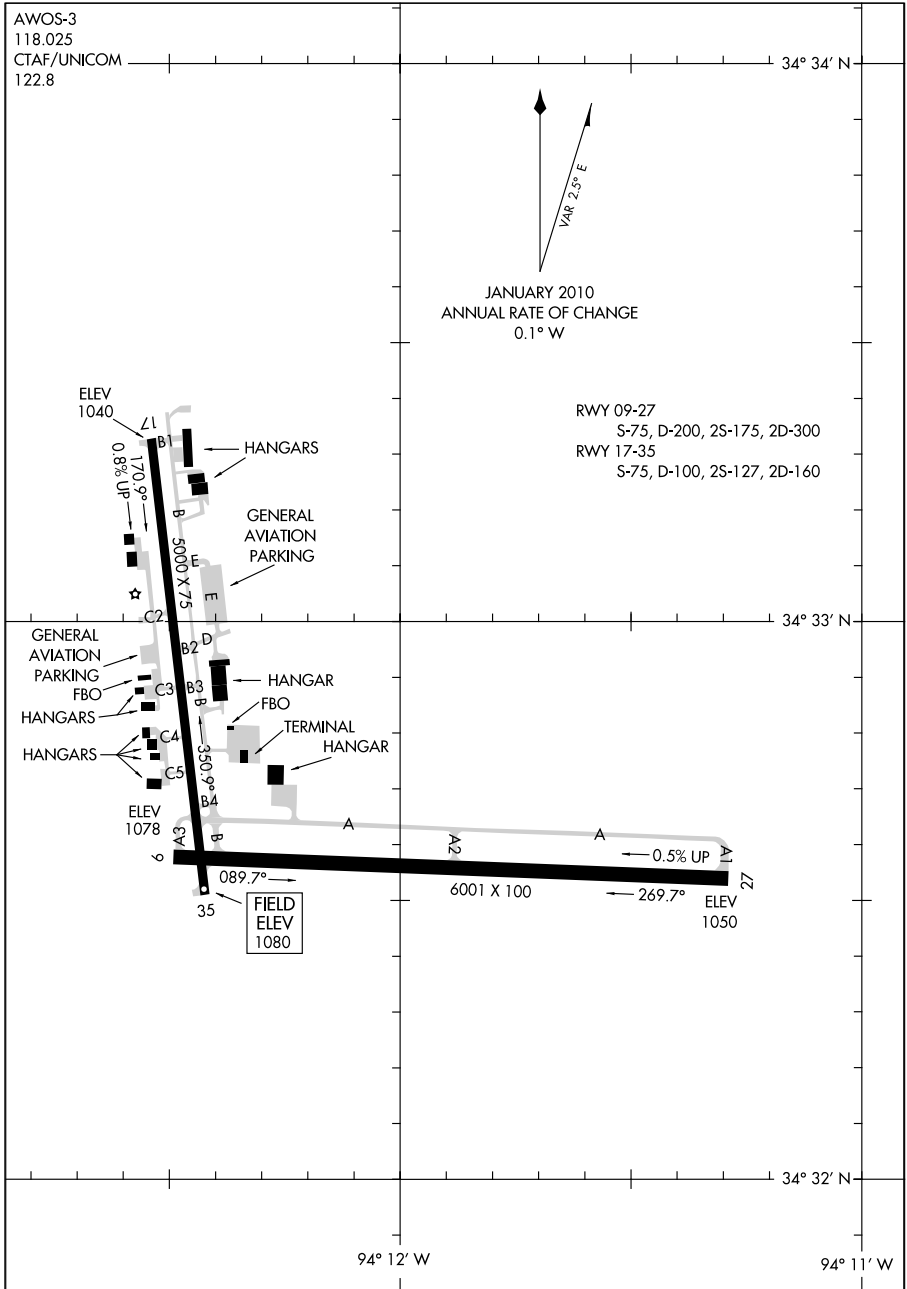 AWOS-3
118.025
CTAF/UNICOM
122.8
34° 34' N
VAR 2.5° E
JANUARY 2010
ANNUAL RATE OF CHANGE
0.1° W
ELEV
1040
17
B1
HANGARS
RWY 09-27
S-75, D-200, 2S-175, 2D-300
RWY 17-35
S-75, D-100, 2S-127, 2D-160
0.8% UP
170.9°
B
5000 X 75
GENERAL
AVIATION
PARKING
E
E
C2
34° 33' N
D
B2
GENERAL
AVIATION
PARKING
FBO
HANGARS
C3
B3
HANGAR
B
FBO
TERMINAL
HANGAR
350.9°
C4
HANGARS
C5
B4
ELEV
1078
A
A
A3
B
A2
A1
0.5% UP
9
089.7°
6001 X 100
269.7°
27
ELEV
1050
35
FIELD
ELEV
1080
34° 32' N
94° 12' W
94° 11' W